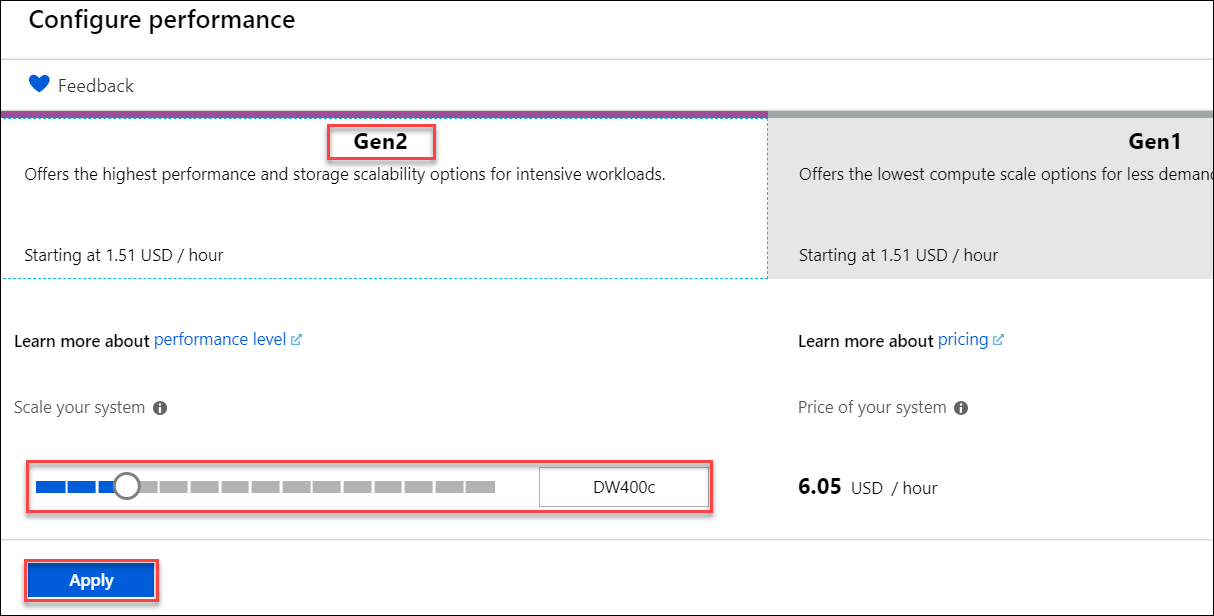 Configure performance
Feedback
Gen2
Offers the highest performance and storage scalability options for intensive workloads.
Starting at 1.51 USD / hour
Gen1
Offers the lowest compute scale options for less deman
Starting at 1.51 USD / hour
Learn more about performance level
Learn more about pricing
Scale your system
Price of your system
DW400c
6.05 USD / hour
Apply